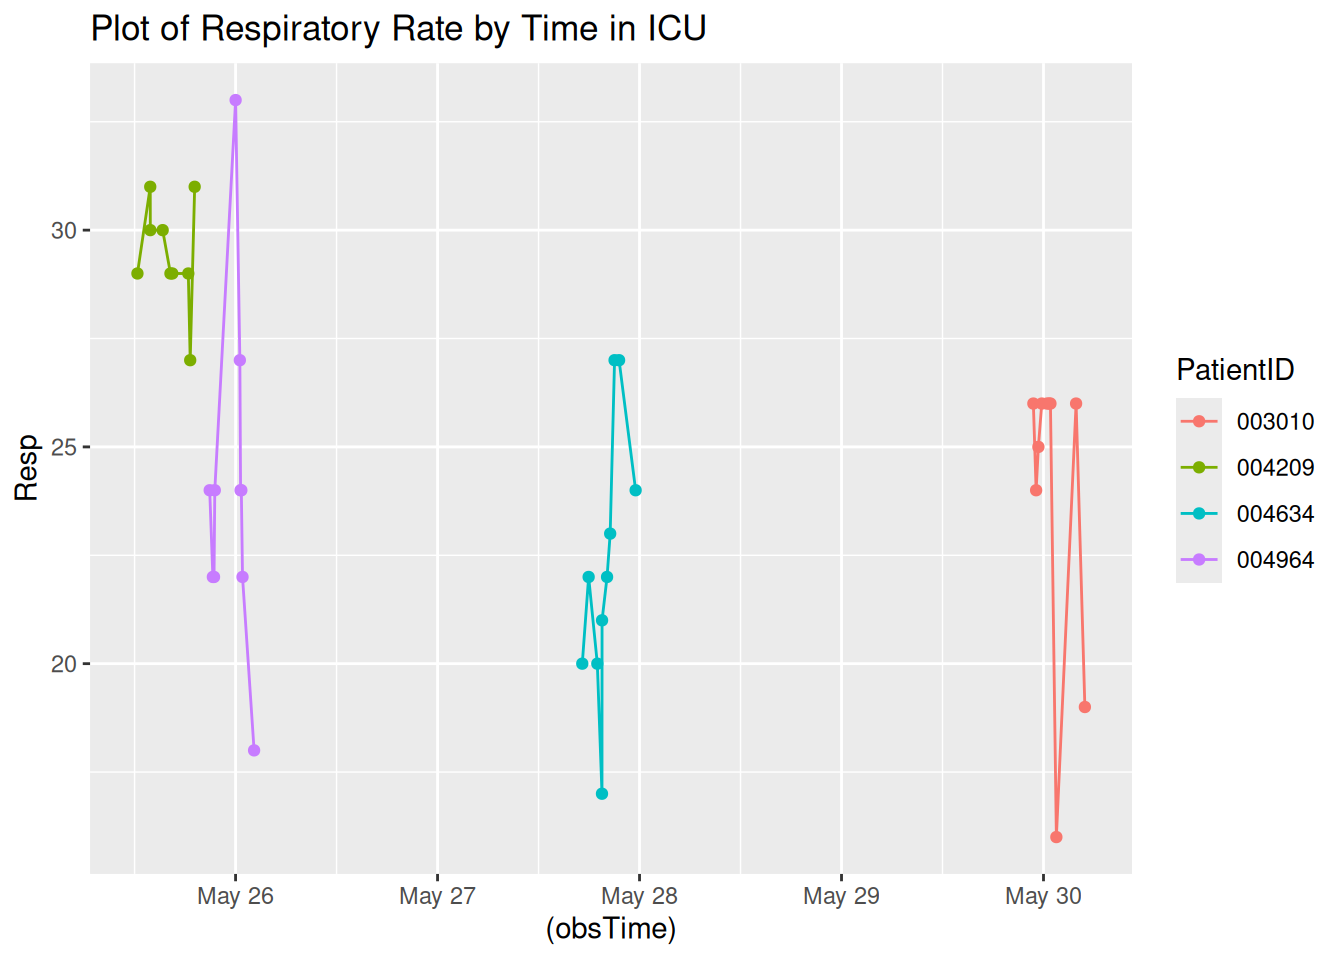 Plot of Respiratory Rate by Time in ICU
30
25
20
Resp
May 26
May 27
May 28
May 29
May 30
(obsTime)
PatientID
003010
004209
004634
004964